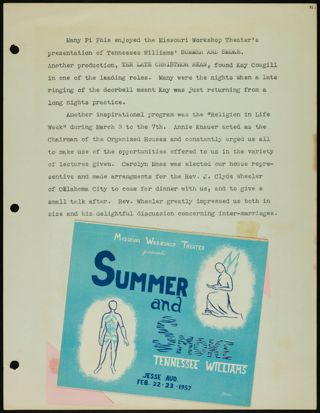 Many Pi Phis enjoyed the Missouri Workshop Theater's
presentation of Tennessee Williams' SUMMER AND SMOKE.
Another production, THE LATE CHRISTOPHER BEAN, found Kay Cowgill
in one of the leading roles. Many were the nights when a late
ringing of the doorbell meant Kay was just returning from a
long nights practice.
Another inspirational program was the "Religion in Life
Week" during March 3 to the 7th. Annie Knauer acted as the
Chairman of the Organized Houses and constantly urged us all
to make use of the opportunities offered to us in the variety
of lectures given. Carolyn Enns was elected our house repre-
sentive and made arrangments for the Rev. J. Clyde Wheeler
of Oklahoma City to come for dinner with us, and to give a
small talk after. Rev. Wheeler greatly impressed us both in
size and his delightful discussion concerning inter-marriages.
MISSOURI WORKSHOP THEATER
presents
SUMMER
and
SMOKE
TENNESSEE WILLIAMS
JESSE AUD.
FEB. 22-23-1957